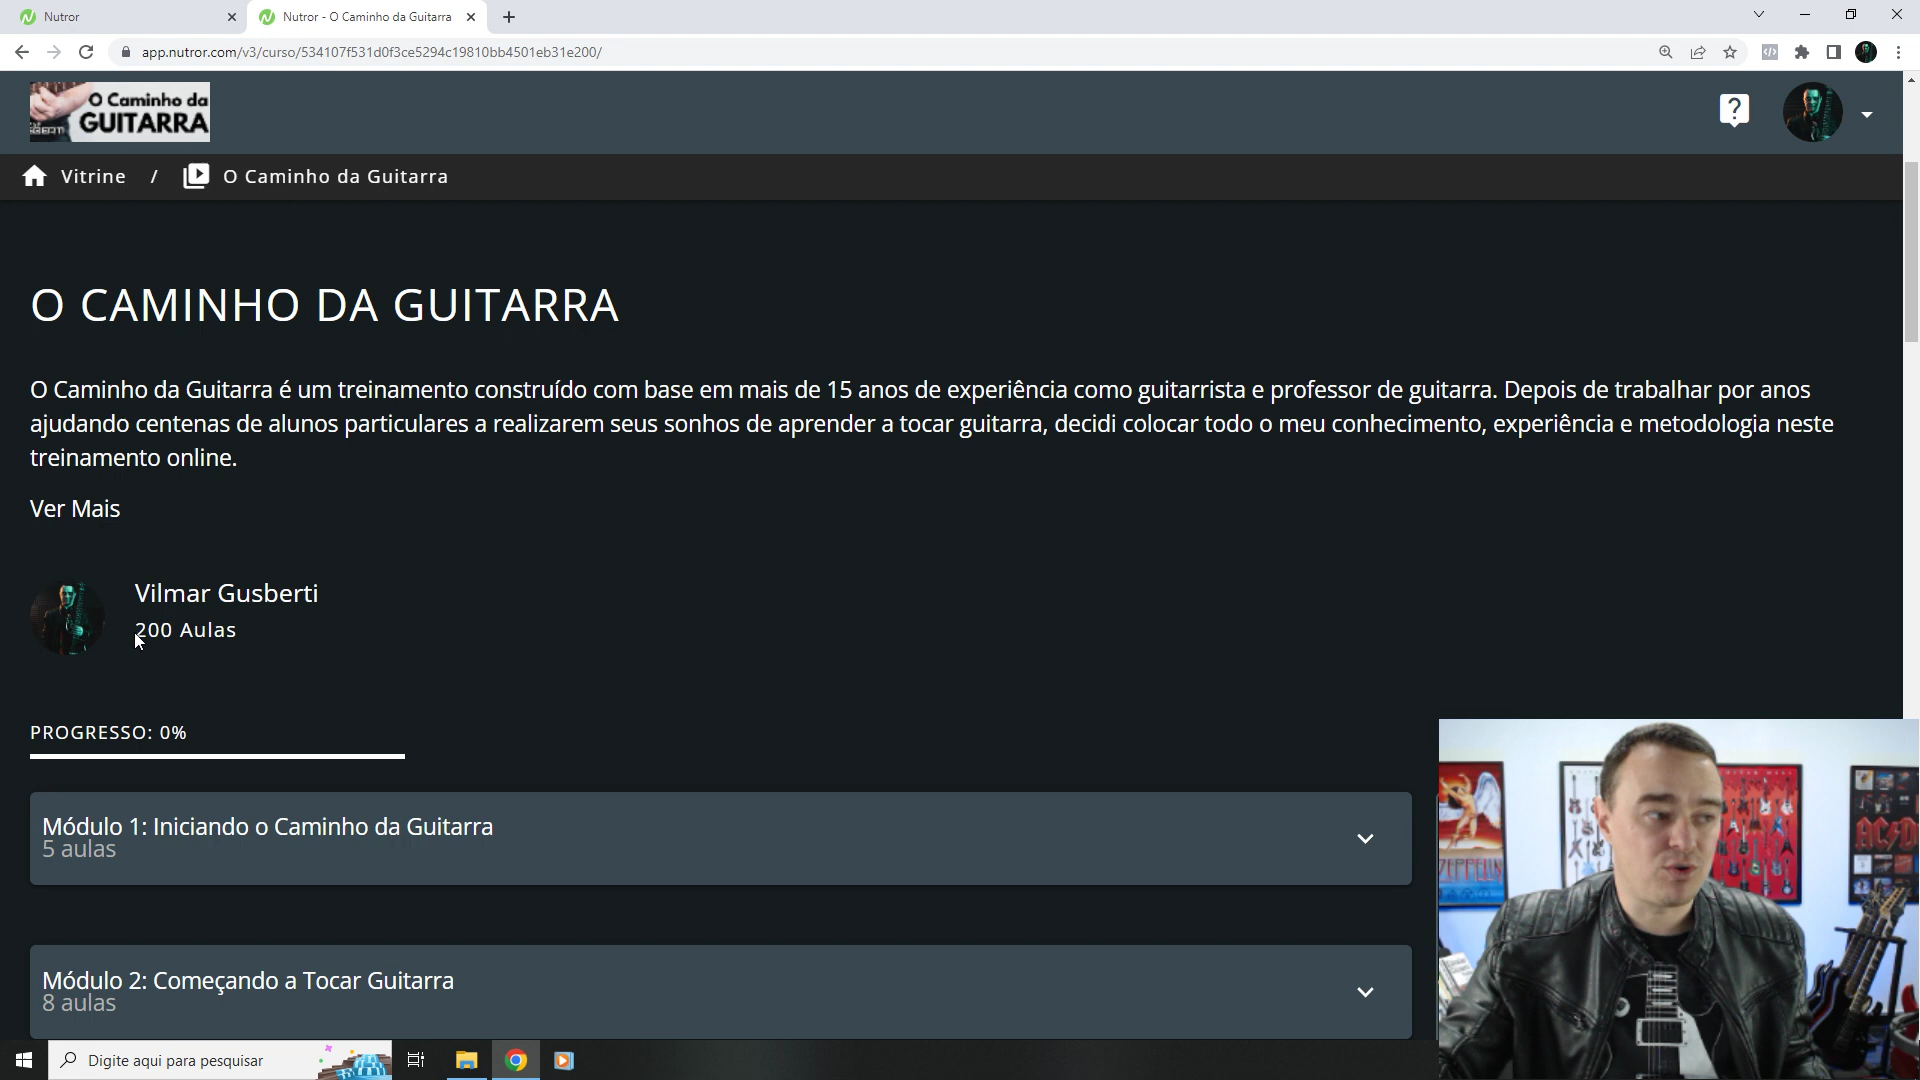 Nutror
Nutror - O Caminho da Guitarra
app.nutror.com/v3/curso/534107f531d0f3ce5294c19810bb4501eb31e200/
O Caminho da
GUITARRA
Vitrine / O Caminho da Guitarra
O CAMINHO DA GUITARRA
O Caminho da Guitarra é um treinamento construído com base em mais de 15 anos de experiência como guitarrista e professor de guitarra. Depois de trabalhar por anos
ajudando centenas de alunos particulares a realizarem seus sonhos de aprender a tocar guitarra, decidi colocar todo o meu conhecimento, experiência e metodologia neste
treinamento online.
Ver Mais
Vilmar Gusberti
200 Aulas
PROGRESSO: 0%
Módulo 1: Iniciando o Caminho da Guitarra
5 aulas
Módulo 2: Começando a Tocar Guitarra
8 aulas
Digite aqui para pesquisar